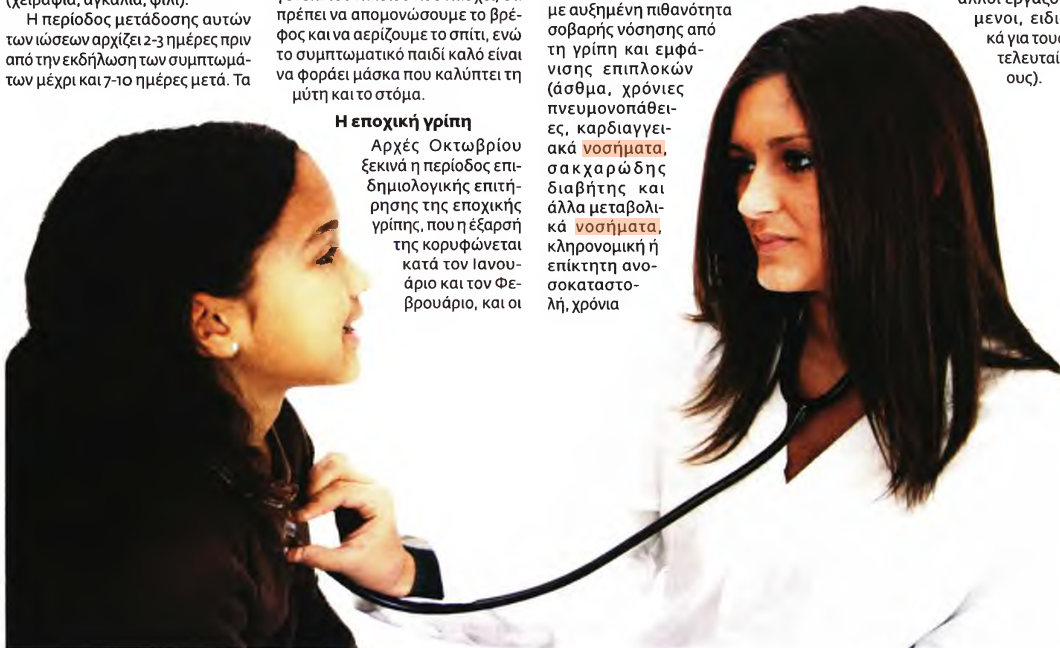 (χειραψία, αγκαλιά, φιλί).
Η περίοδος μετάδοσης αυτών
των ιώσεων αρχίζει 2-3 ημέρες πριν
από την εκδήλωση των συμπτωμά-
των μέχρι και 7-10 ημέρες μετά. Τα
πρέπει να απομονώσουμε το βρέ-
φος και να αερίζουμε το σπίτι, ενώ
το συμπτωματικό παιδί καλό είναι
να φοράει μάσκα που καλύπτει τη
μύτη και το στόμα.
Η εποχική γρίπη
Αρχές Οκτωβρίου
ξεκινά η περίοδος επι-
δημιολογικής επιτή-
ρησης της εποχικής
γρίπης, που η έξαρσή
της κορυφώνεται
κατά τον Ιανου-
άριο και τον Φε-
βρουάριο, και οι
με αυξημένη πιθανότητα
σοβαρής νόσησης από
τη γρίπη και εμφά-
νισης επιπλοκών
(άσθμα, χρόνιες
πνευμονοπάθει-
ες, καρδιαγγει-
ακά νοσήματα,
σακχαρώδης
διαβήτης και
άλλα μεταβολι-
κά νοσήματα,
κληρονομική ή
επίκτητη ανο-
σοκαταστο-
λή, χρόνια
μενοι, ειδι-
κά για τους
τελευταί-
ους).